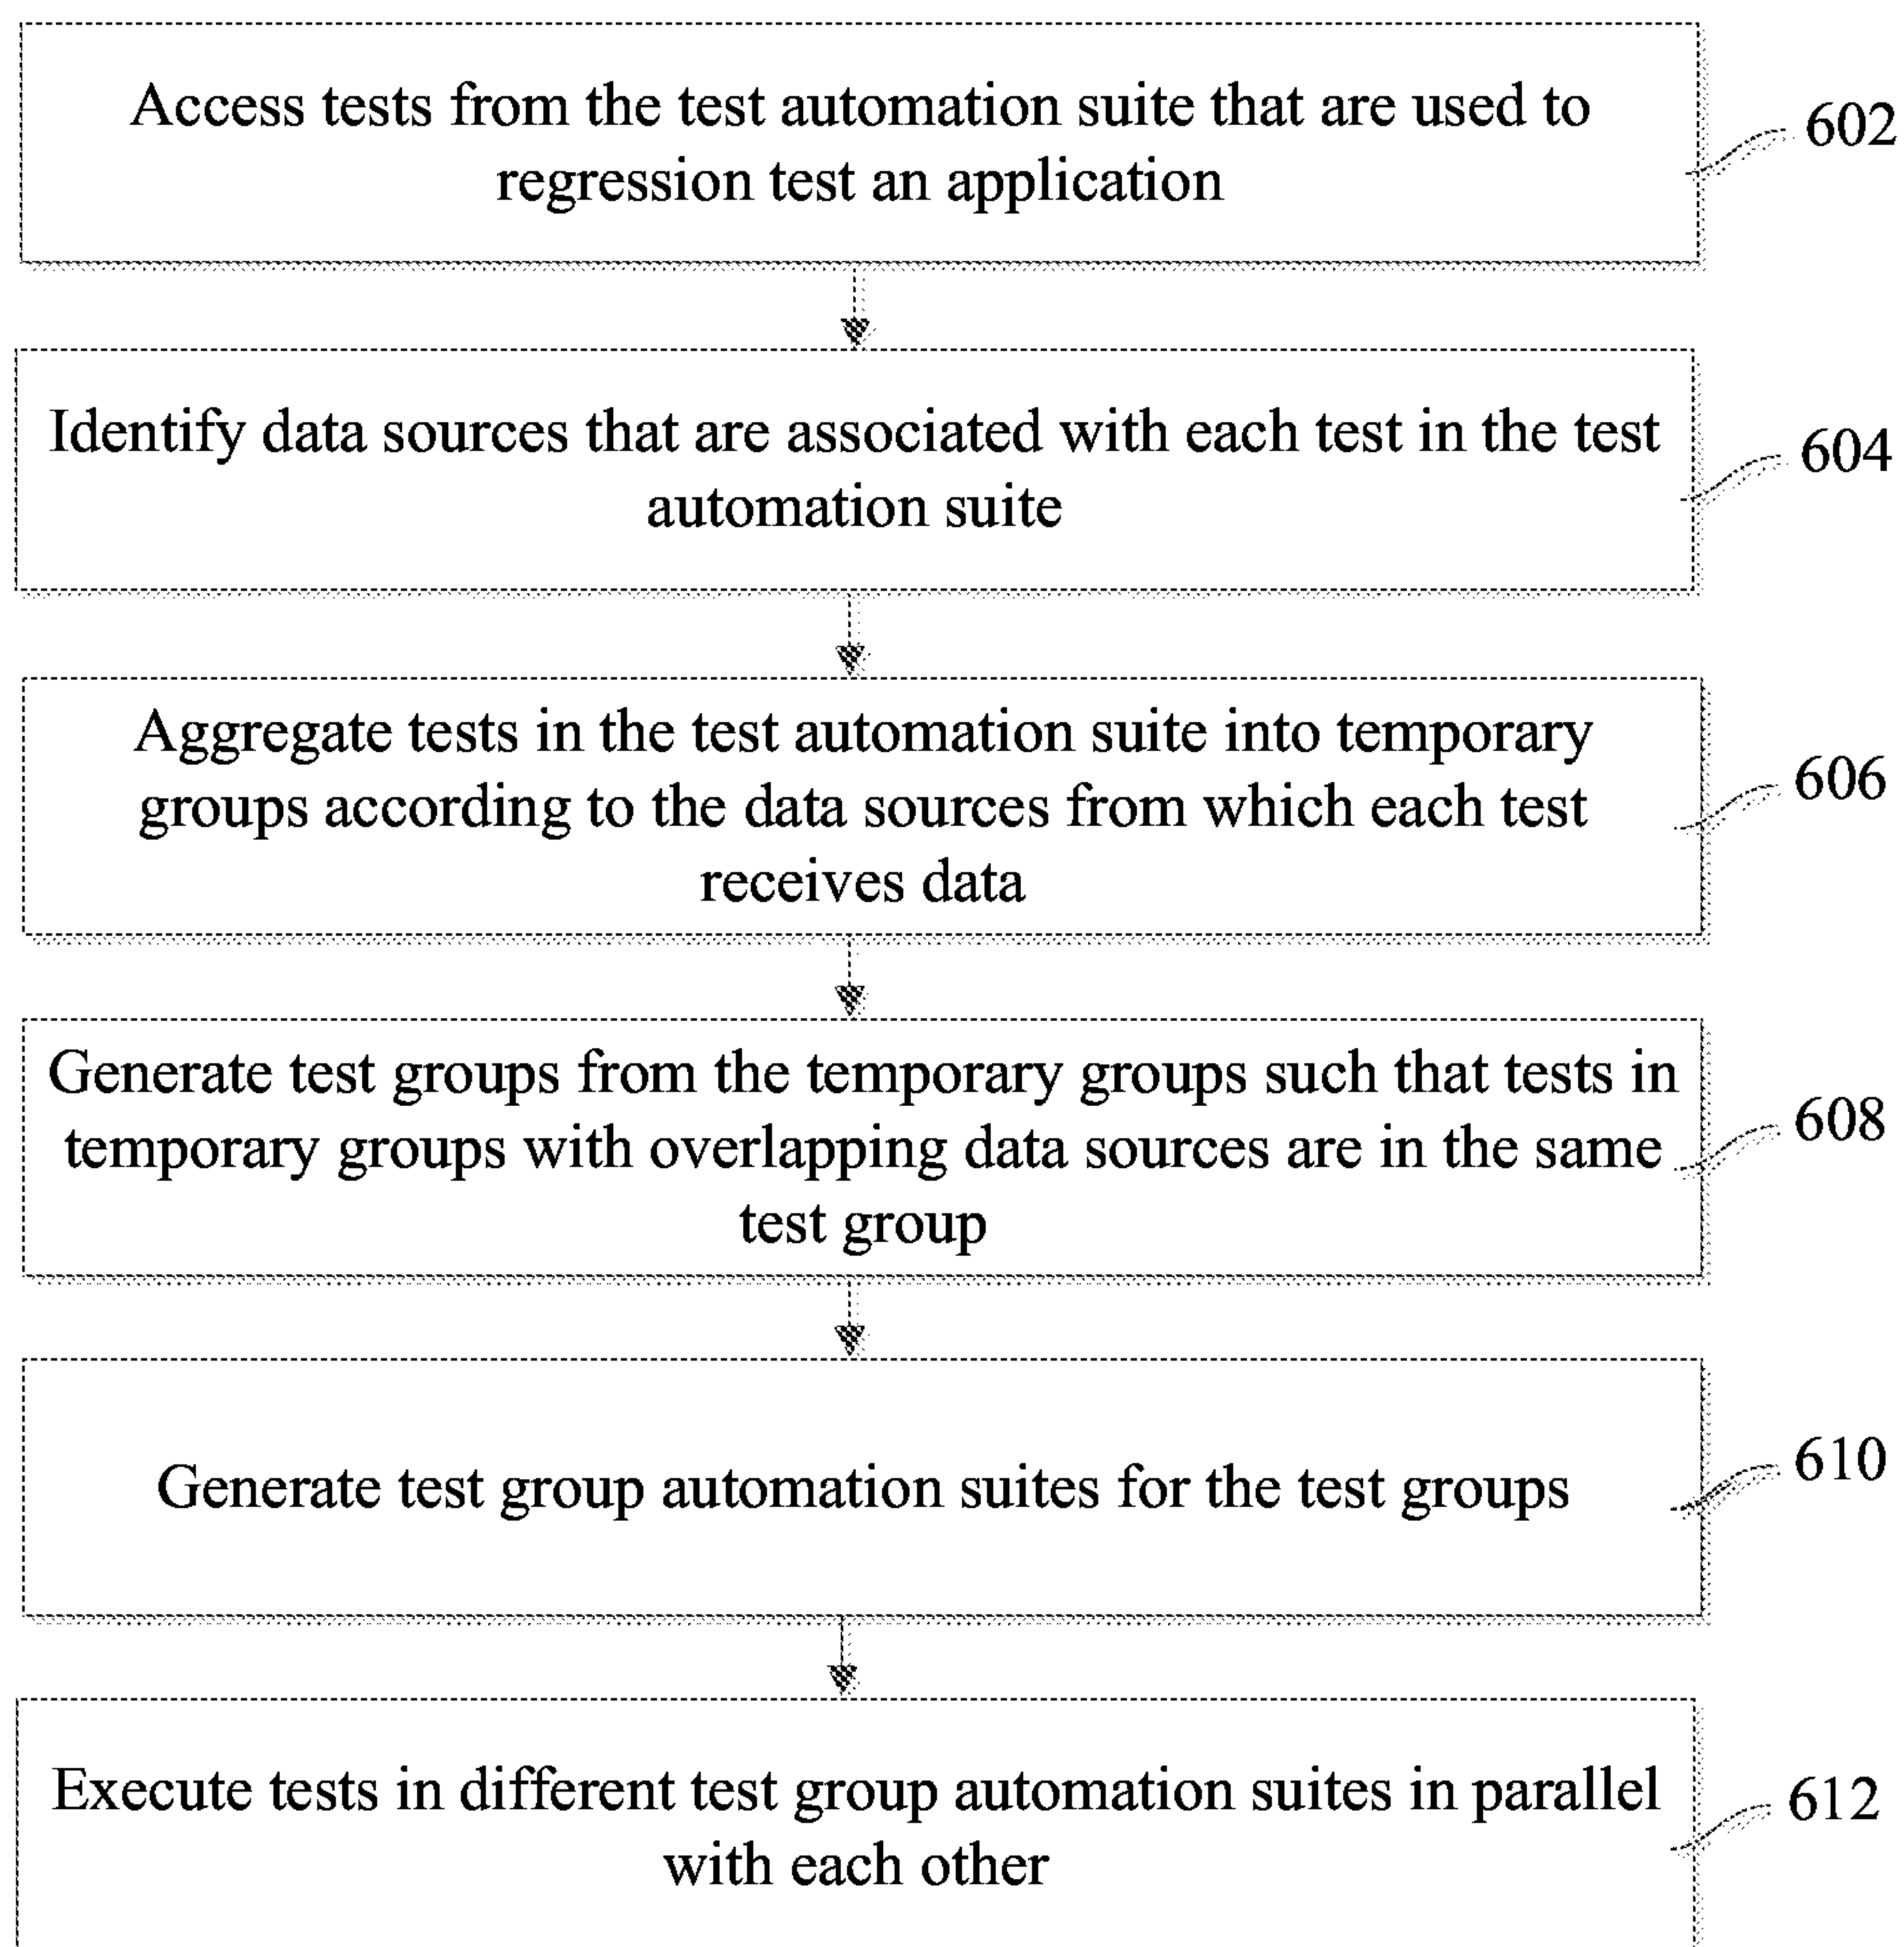 Access tests from the test automation suite that are used to
regression test an application
602
Identify data sources that are associated with each test in the test
automation suite
604
Aggregate tests in the test automation suite into temporary
groups according to the data sources from which each test
receives data
606
Generate test groups from the temporary groups such that tests in
temporary groups with overlapping data sources are in the same
test group
608
Generate test group automation suites for the test groups
610
Execute tests in different test group automation suites in parallel
with each other
612